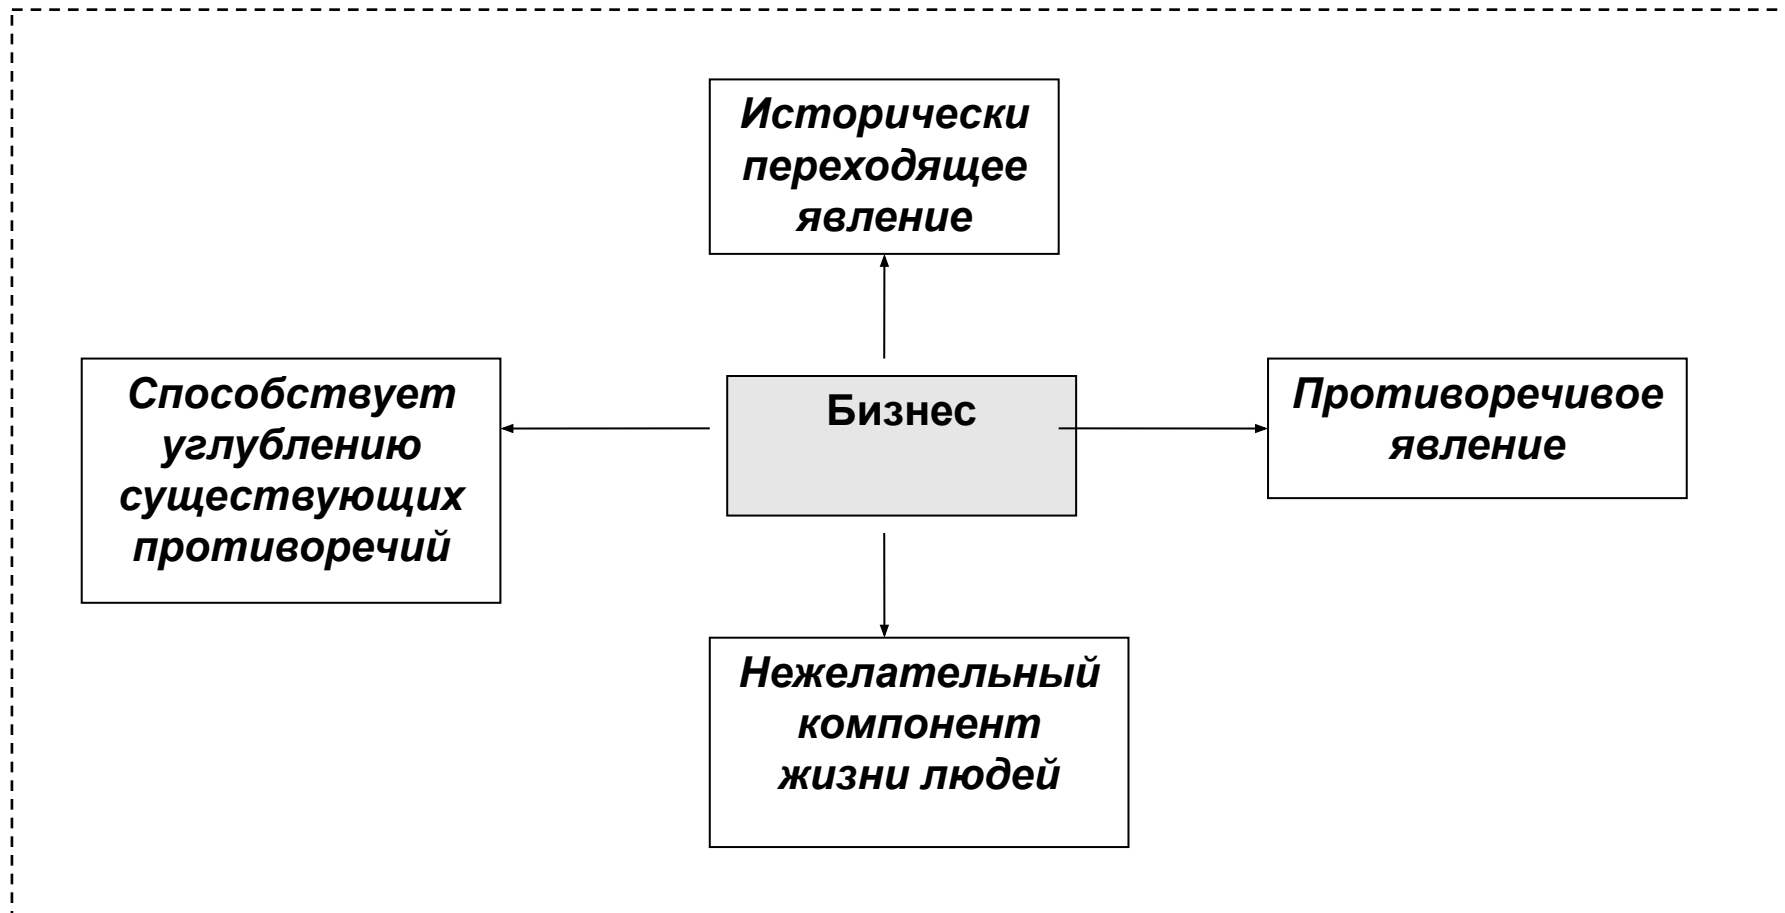 Исторически
переходящее
явление
Способствует
углублению
существующих
противоречий
Бизнес
Противоречивое
явление
Нежелательный
компонент
жизни людей